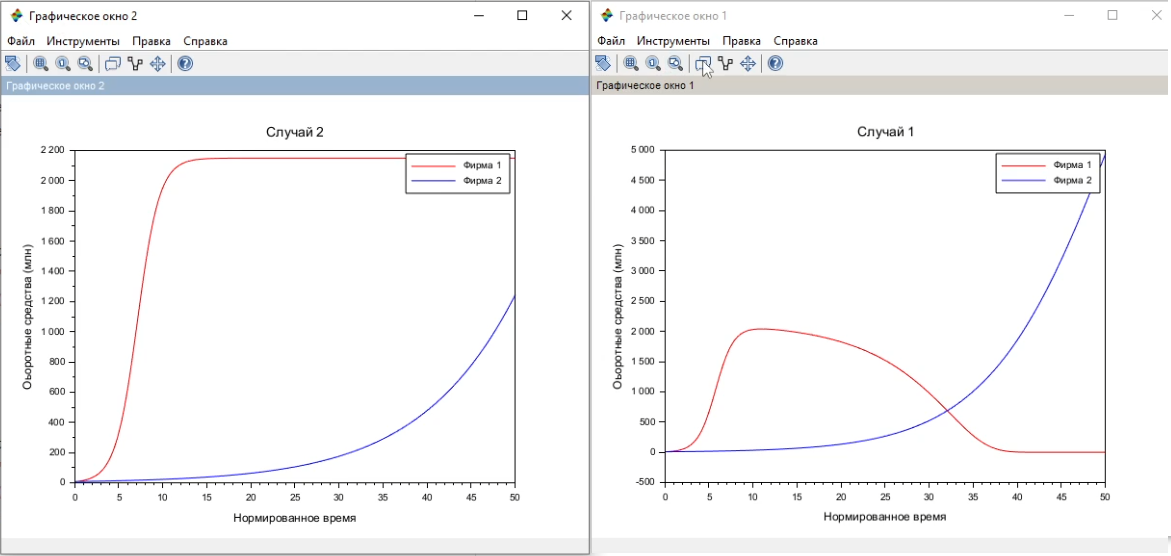 Графическое окно 2
Файл Инструменты Правка Справка
Графическое окно 2
Случай 2
Фирма 1
Фирма 2
2 200
2 000
1 800
1 600
1 400
1 200
1 000
800
600
400
200
0
Оьоротные средства (млн)
0 5 10 15 20 25 30 35 40 45 50
Нормированное время
Графическое окно 1
Файл Инструменты Правка Справка
Графическое окно 1
Случай 1
Фирма 1
Фирма 2
5 000
4 500
4 000
3 500
3 000
2 500
2 000
1 500
1 000
500
0
-500
Оьоротные средства (млн)
0 5 10 15 20 25 30 35 40 45 50
Нормированное время